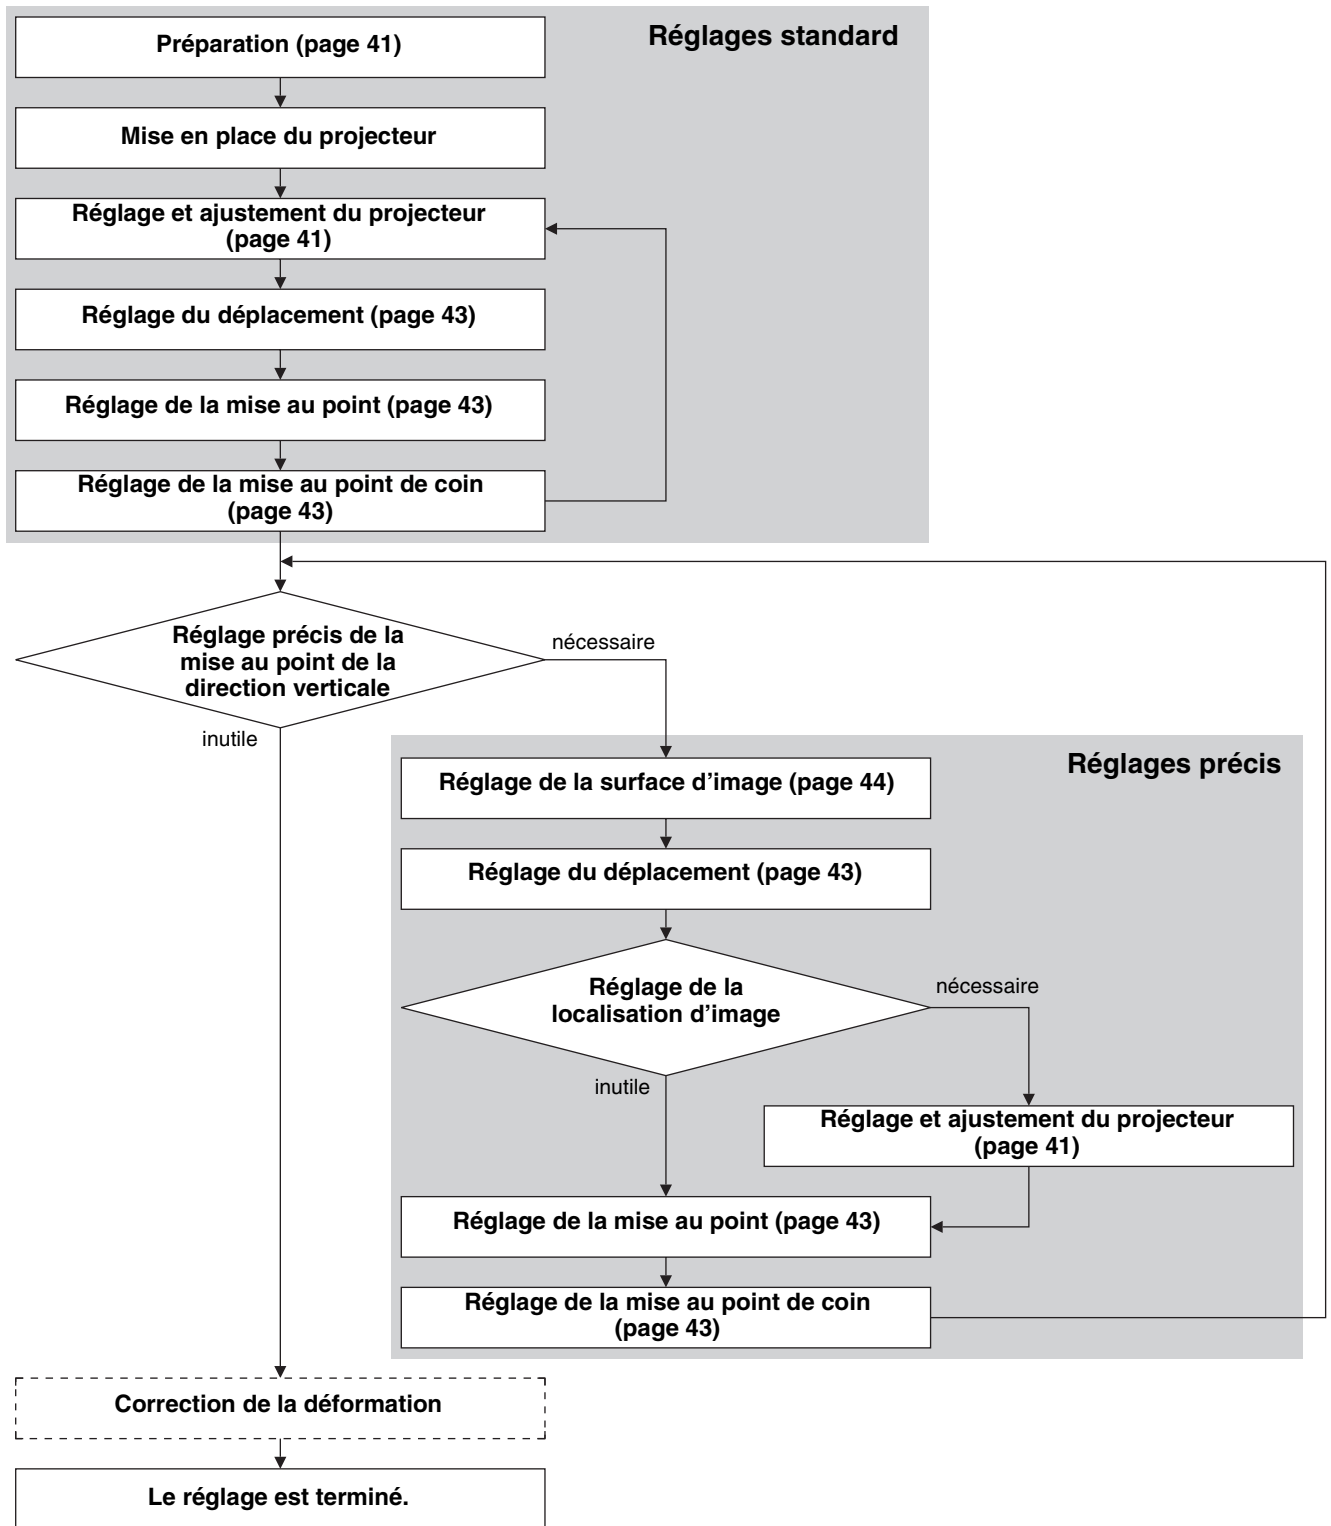 Réglages standard
Préparation (page 41)
Mise en place du projecteur
Réglage et ajustement du projecteur
(page 41)
Réglage du déplacement (page 43)
Réglage de la mise au point (page 43)
Réglage de la mise au point de coin
(page 43)
Réglage précis de la
mise au point de la
direction verticale
nécessaire
inutile
Réglages précis
Réglage de la surface d’image (page 44)
Réglage du déplacement (page 43)
Réglage de la
localisation d’image
nécessaire
inutile
Réglage et ajustement du projecteur
(page 41)
Réglage de la mise au point (page 43)
Réglage de la mise au point de coin
(page 43)
Correction de la déformation
Le réglage est terminé.